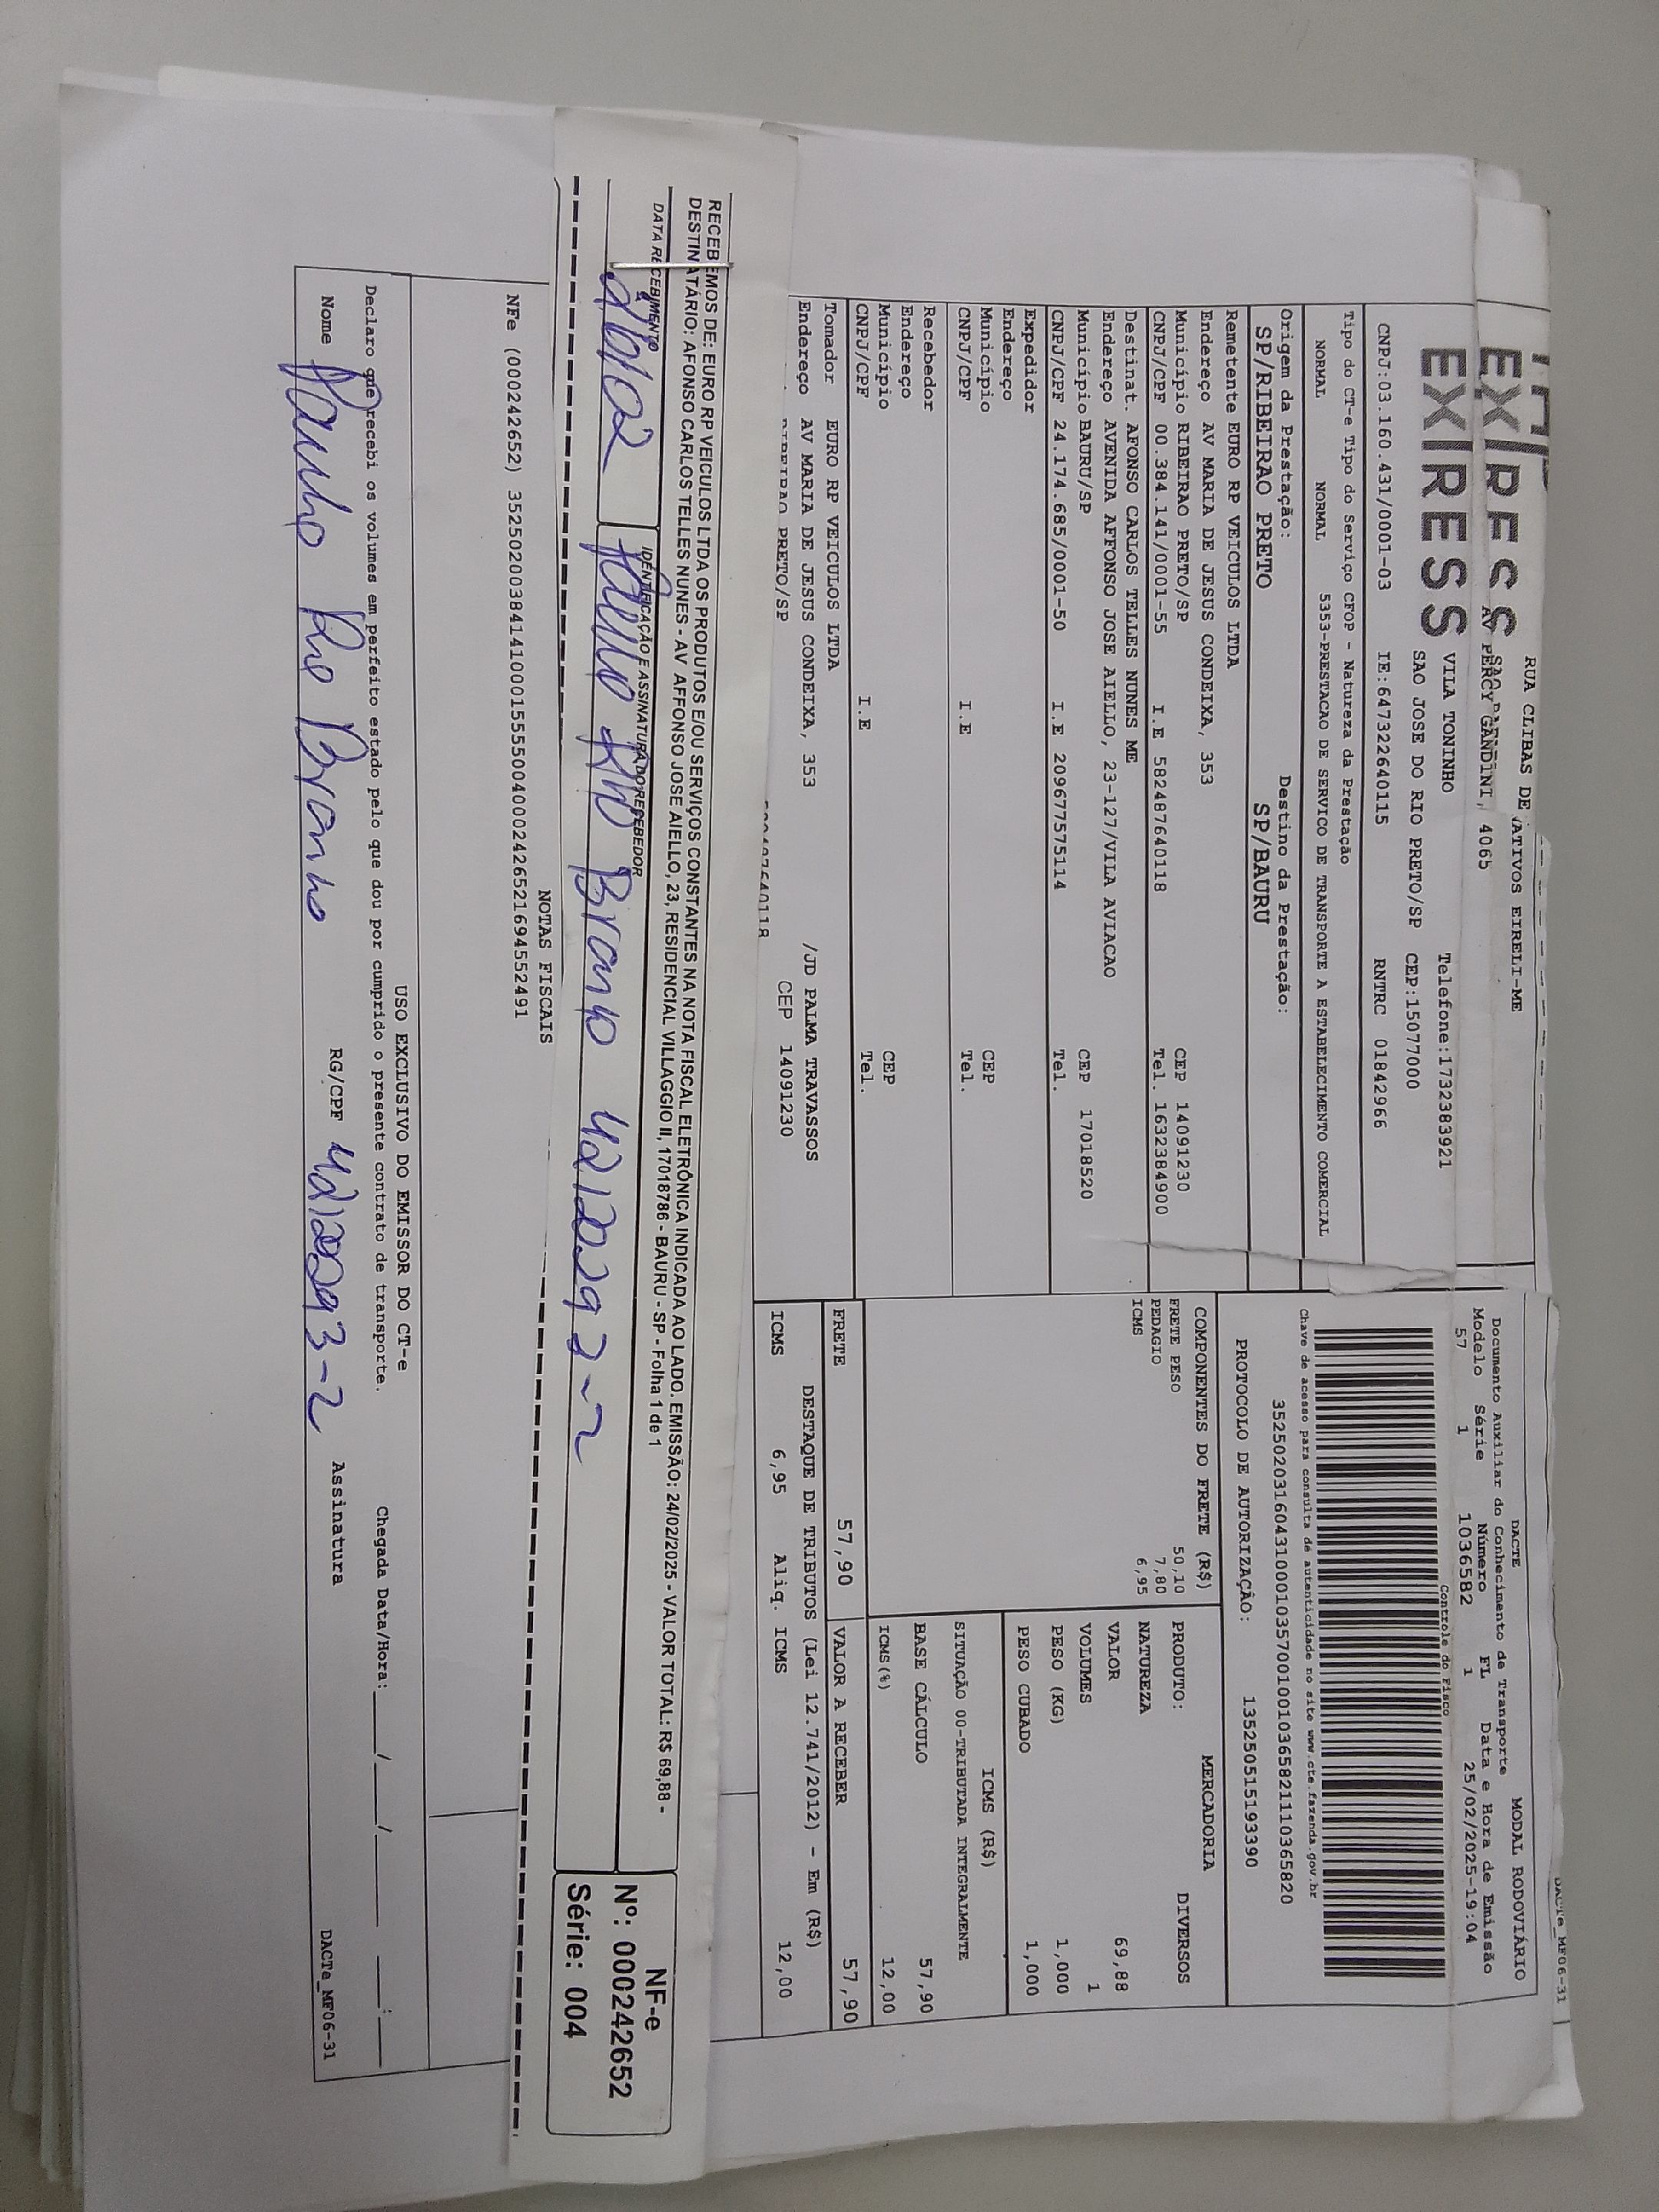 RUA CLIBAS DE
ATIVOS EIRELI-ME
EXPRESS
PERCY GANDINI, 4065
VILA TONINHO
Telefone:1732383921
SAO JOSE DO RIO PRETO/SP CEP:15077000
CNPJ:03.160.431/0001-03 IE:647322640115 RNTRC 01842966
Tipo do CT-e Tipo do Serviço CFOP - Natureza da Prestação
NORMAL NORMAL 5353-PRESTACAO DE SERVICO DE TRANSPORTE A ESTABELECIMENTO COMERCIAL
Origem da Prestação: Destino da Prestação:
SP/RIBEIRAO PRETO SP/BAURU
Remetente EURO RP VEICULOS LTDA
Endereço AV MARIA DE JESUS CONDEIXA, 353
Município RIBEIRAO PRETO/SP CEP 14091230
CNPJ/CPF 00.384.141/0001-55 I.E 582487640118 Tel. 1632384900
Destinat. AFONSO CARLOS TELLES NUNES ME
Endereço AVENIDA AFFONSO JOSE AIELLO, 23-127/VILA AVIACAO
Município BAURU/SP CEP 17018520
CNPJ/CPF 24.174.685/0001-50 I.E 209677575114 Tel.
Expedidor
Endereço
Município CEP
CNPJ/CPF I.E Tel.
Recebedor
Endereço
Município CEP
CNPJ/CPF I.E Tel.
Tomador EURO RP VEICULOS LTDA
Endereço AV MARIA DE JESUS CONDEIXA, 353 /JD PALMA TRAVASSOS
PRETO/SP CEP 14091230
DACTe_MF06-31
DACTE MODAL RODOVIÁRIO
Documento Auxiliar do Conhecimento de Transporte
Modelo Série Número FL Data e Hora de Emissão
57 1 1036582 1 25/02/2025-19:04
Controle do Fisco
Chave de acesso para consulta de autenticidade no site www.cte.fazenda.gov.br
35250203160431000103570010010365821110365820
PROTOCOLO DE AUTORIZAÇÃO: 135250515193390
COMPONENTES DO FRETE (R$)
FRETE PESO 50,10
PEDAGIO 7,80
ICMS 6,95
MERCADORIA
PRODUTO: DIVERSOS
NATUREZA
VALOR 69,88
VOLUMES 1
PESO (KG) 1,000
PESO CUBADO 1,000
ICMS (R$)
SITUAÇÃO 00-TRIBUTADA INTEGRALMENTE
BASE CÁLCULO 57,90
ICMS(%) 12,00
FRETE 57,90 VALOR A RECEBER 57,90
DESTAQUE DE TRIBUTOS (Lei 12.741/2012) - Em (R$)
ICMS 6,95 Aliq. ICMS 12,00
RECEBEMOS DE: EURO RP VEICULOS LTDA OS PRODUTOS E/OU SERVIÇOS CONSTANTES NA NOTA FISCAL ELETRÔNICA INDICADA AO LADO. EMISSÃO: 24/02/2025 - VALOR TOTAL: R$ 69,88 -
DESTINATÁRIO: AFONSO CARLOS TELLES NUNES - AV AFFONSO JOSE AIELLO, 23, RESIDENCIAL VILLAGGIO II, 17018786 - BAURU - SP - Folha 1 de 1
DATA RECEBIMENTO IDENTIFICAÇÃO E ASSINATURA DO RECEBEDOR
NF-e
Nº: 000242652
Série: 004
NOTAS FISCAIS
NFe (000242652) 35250200384141000155550040002426521694552491
USO EXCLUSIVO DO EMISSOR DO CT-e
Declaro que recebi os volumes em perfeito estado pelo que dou por cumprido o presente contrato de transporte. Chegada Data/Hora:____/____/______ ____:____
Nome RG/CPF Assinatura
DACTe_MF06-31